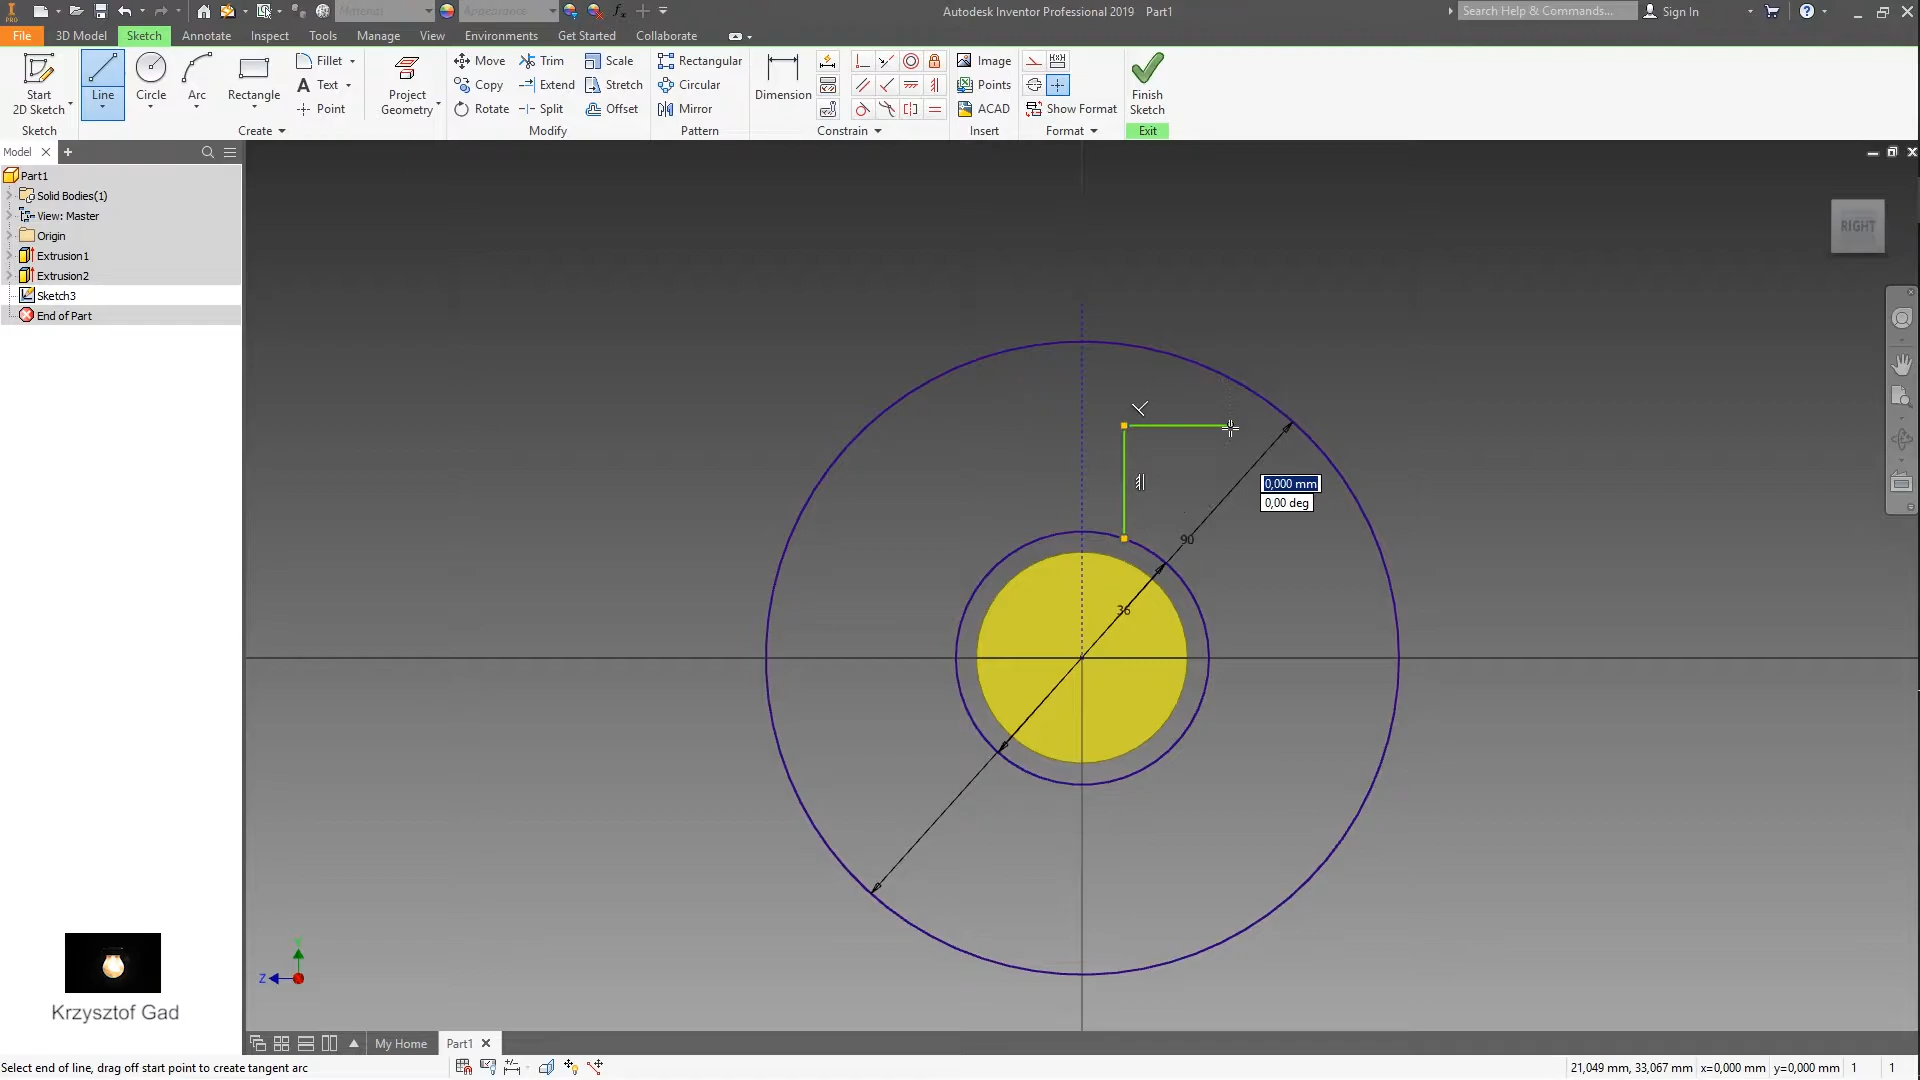 Autodesk Inventor Professional 2019 Part1
Search Help & Commands...
Sign In
PRO
Material
Appearance
File
3D Model
Sketch
Annotate
Inspect
Tools
Manage
View
Environments
Get Started
Collaborate
Start
2D Sketch
Line
Circle
Arc
Rectangle
Fillet
Text
Point
Project
Geometry
Move
Copy
Rotate
Trim
Extend
Split
Scale
Stretch
Offset
Rectangular
Circular
Mirror
Dimension
Image
Points
ACAD
Show Format
Finish
Sketch
Sketch
Create
Modify
Pattern
Constrain
Insert
Format
Exit
Model
Part1
Solid Bodies(1)
View: Master
Origin
Extrusion1
Extrusion2
Sketch3
End of Part
RIGHT
0,000 mm
0,00 deg
90
36
Y
Z
Krzysztof Gad
My Home
Part1
Select end of line, drag off start point to create tangent arc
21,049 mm, 33,067 mm x=0,000 mm y=0,000 mm 1 1